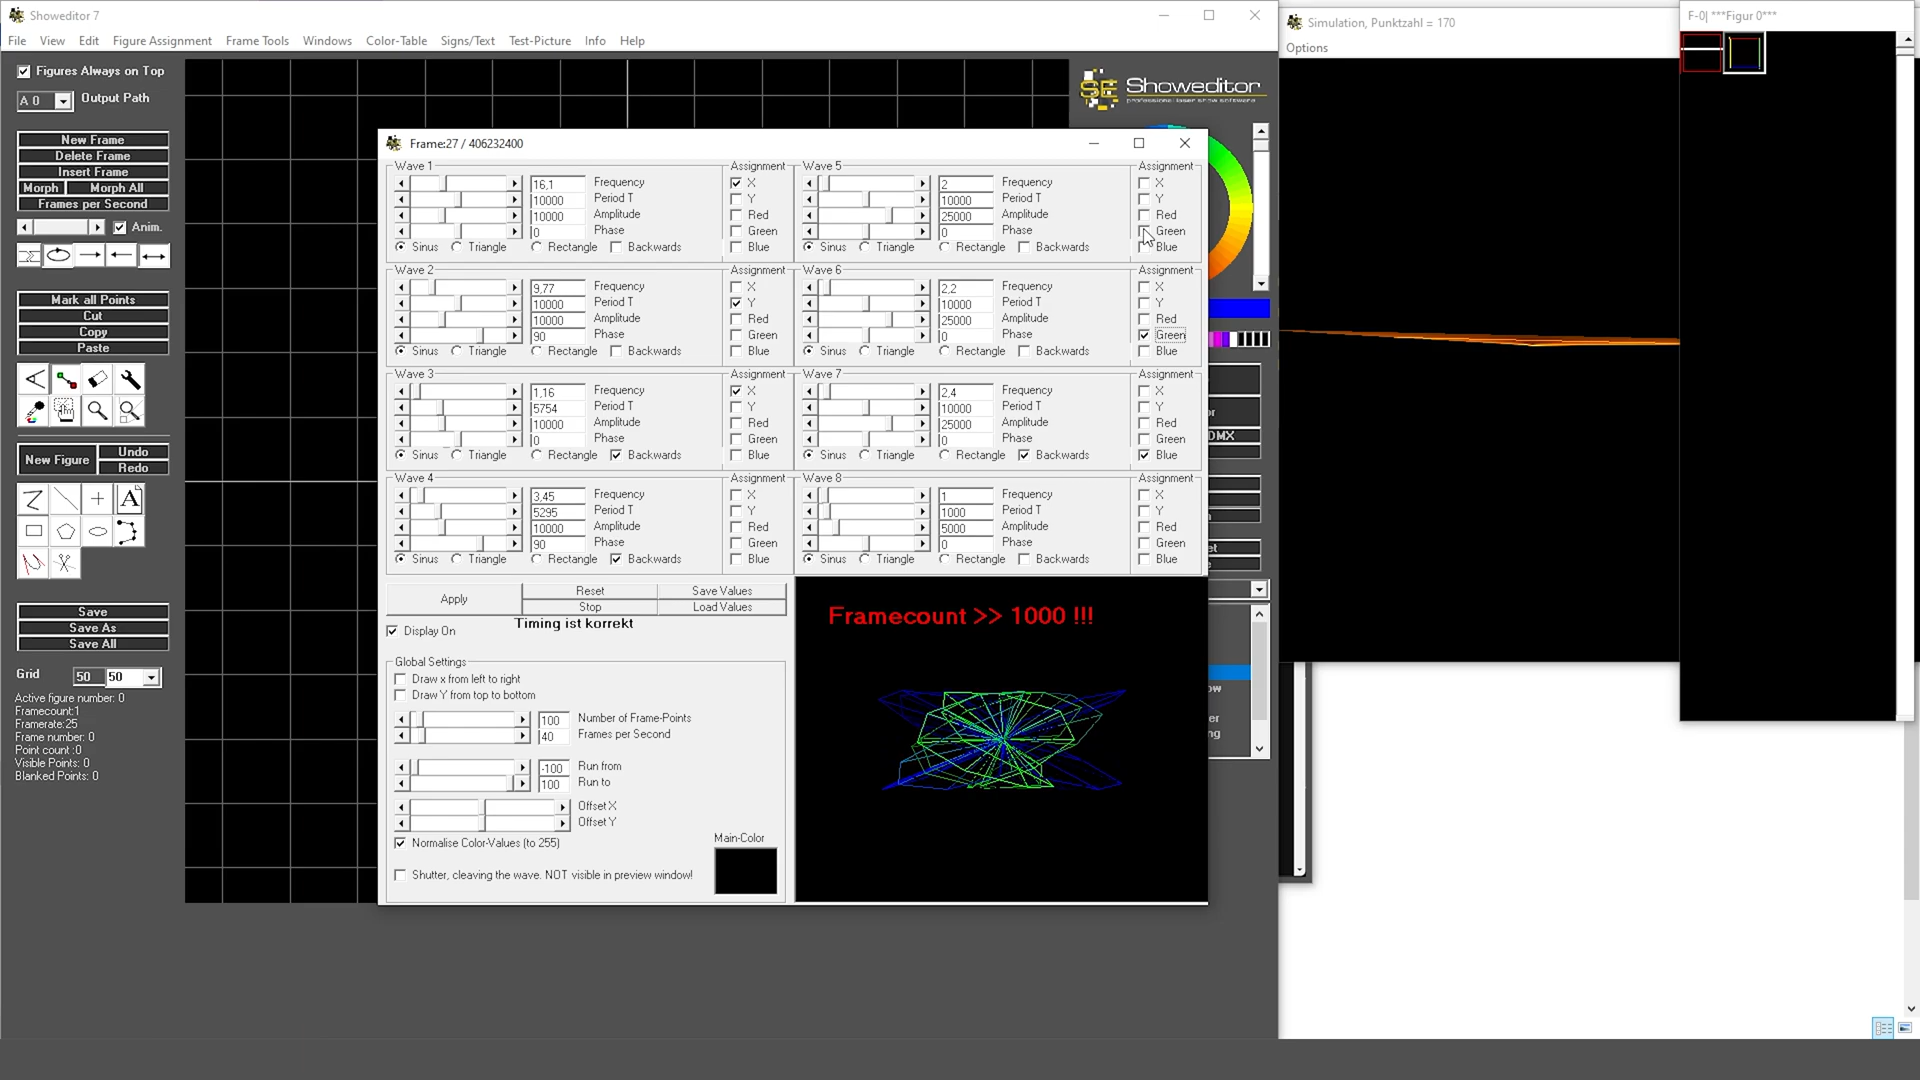 Showeditor 7
File View Edit Figure Assignment Frame Tools Windows Color-Table Signs/Text Test-Picture Info Help
Figures Always on Top
A 0 Output Path
New Frame
Delete Frame
Insert Frame
Morph Morph All
Frames per Second
Anim.
Mark all Points
Cut
Copy
Paste
New Figure Undo
Redo
A
Save
Save As
Save All
Grid 50 50
Active figure number: 0
Framecount:1
Framerate:25
Frame number: 0
Point count :0
Visible Points: 0
Blanked Points: 0
SE Showeditor
professional laser show software
Frame:27 / 406232400
Wave 1 Assignment
16,1 Frequency X
10000 Period T Y
10000 Amplitude Red
0 Phase Green
Sinus Triangle Rectangle Backwards Blue
Wave 2 Assignment
9,77 Frequency X
10000 Period T Y
10000 Amplitude Red
90 Phase Green
Sinus Triangle Rectangle Backwards Blue
Wave 3 Assignment
1,16 Frequency X
5754 Period T Y
10000 Amplitude Red
0 Phase Green
Sinus Triangle Rectangle Backwards Blue
Wave 4 Assignment
3,45 Frequency X
5295 Period T Y
10000 Amplitude Red
90 Phase Green
Sinus Triangle Rectangle Backwards Blue
Wave 5 Assignment
2 Frequency X
10000 Period T Y
25000 Amplitude Red
0 Phase Green
Sinus Triangle Rectangle Backwards Blue
Wave 6 Assignment
2,2 Frequency X
10000 Period T Y
25000 Amplitude Red
0 Phase Green
Sinus Triangle Rectangle Backwards Blue
Wave 7 Assignment
2,4 Frequency X
10000 Period T Y
25000 Amplitude Red
0 Phase Green
Sinus Triangle Rectangle Backwards Blue
Wave 8 Assignment
1 Frequency X
1000 Period T Y
5000 Amplitude Red
0 Phase Green
Sinus Triangle Rectangle Backwards Blue
Apply Reset Save Values
Stop Load Values
Display On Timing ist korrekt
Global Settings
Draw x from left to right
Draw Y from top to bottom
100 Number of Frame-Points
40 Frames per Second
-100 Run from
100 Run to
Offset X
Offset Y
Normalise Color-Values (to 255)
Main-Color
Shutter, cleaving the wave. NOT visible in preview window!
Framecount >> 1000 !!!
DMX
Simulation, Punktzahl = 170
Options
F-0| ***Figur 0***